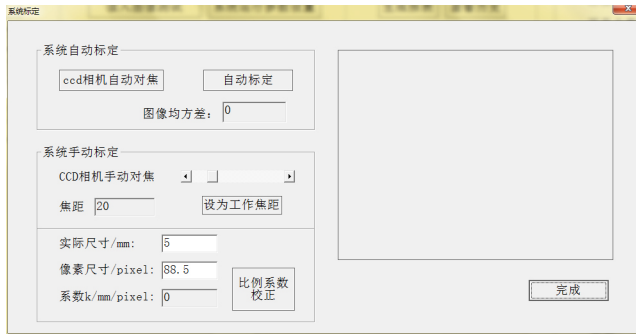 系统标定
系统自动标定
ccd相机自动对焦
自动标定
图像均方差: 0
系统手动标定
CCD相机手动对焦
焦距 20
设为工作焦距
实际尺寸/mm: 5
像素尺寸/pixel: 88.5
系数k/mm/pixel: 0
比例系数
校正
完成